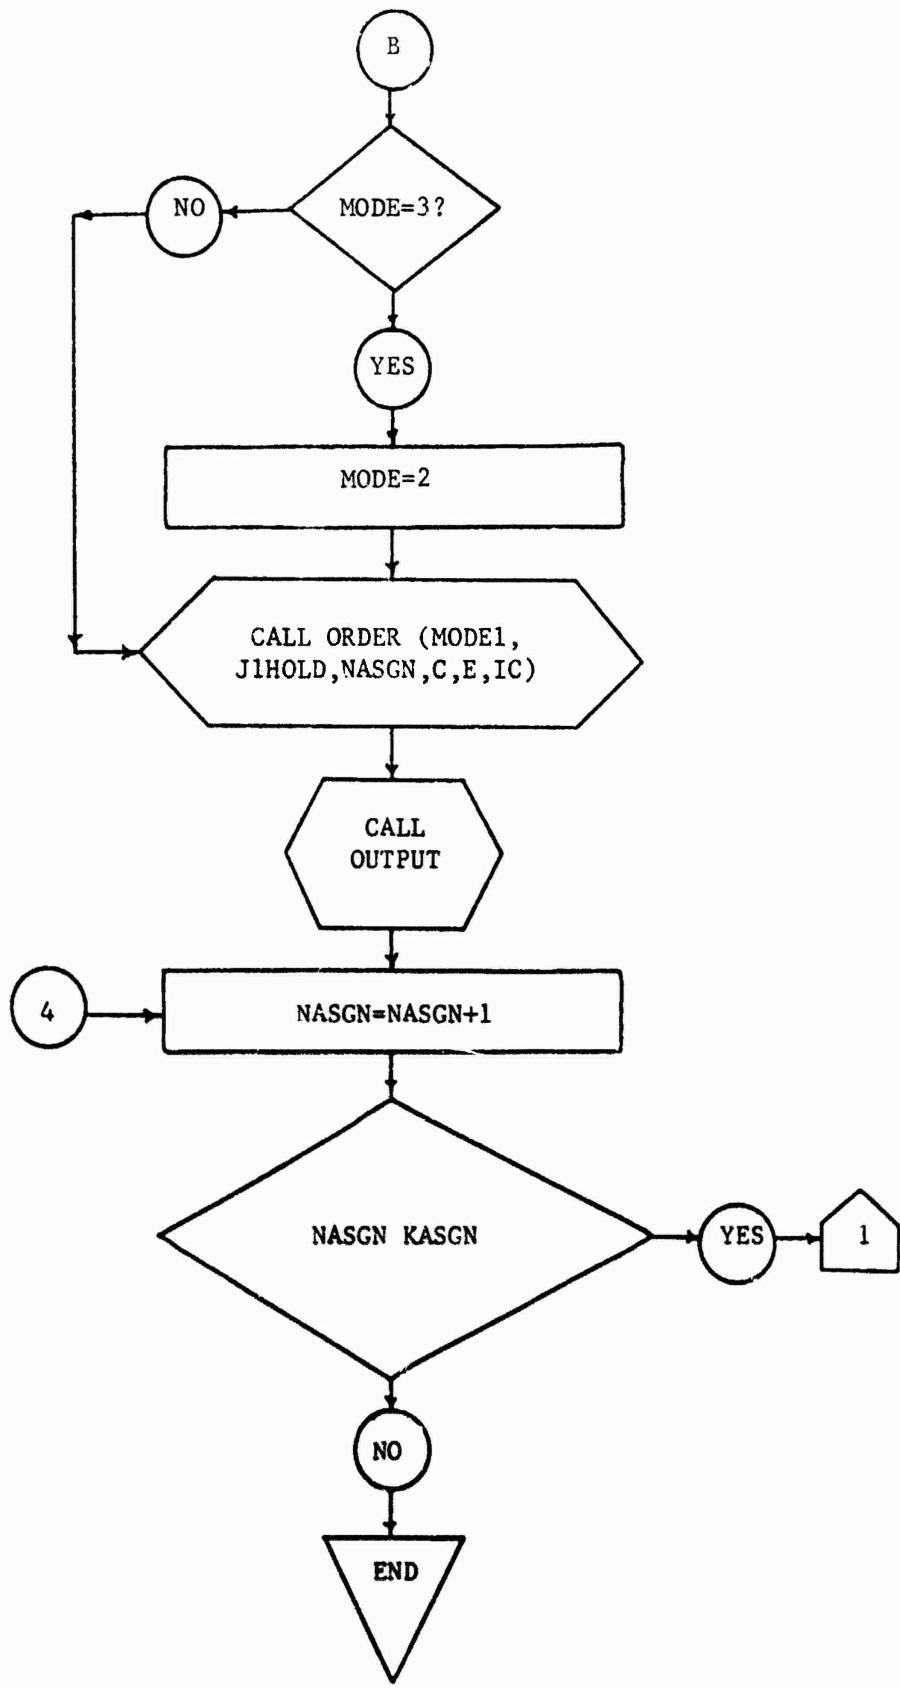 B
MODE=3?
NO
YES
MODE=2
CALL ORDER (MODE1,
J1HOLD,NASGN,C,E,IC)
CALL
OUTPUT
4
NASGN=NASGN+1
NASGN KASGN
YES
1
NO
END